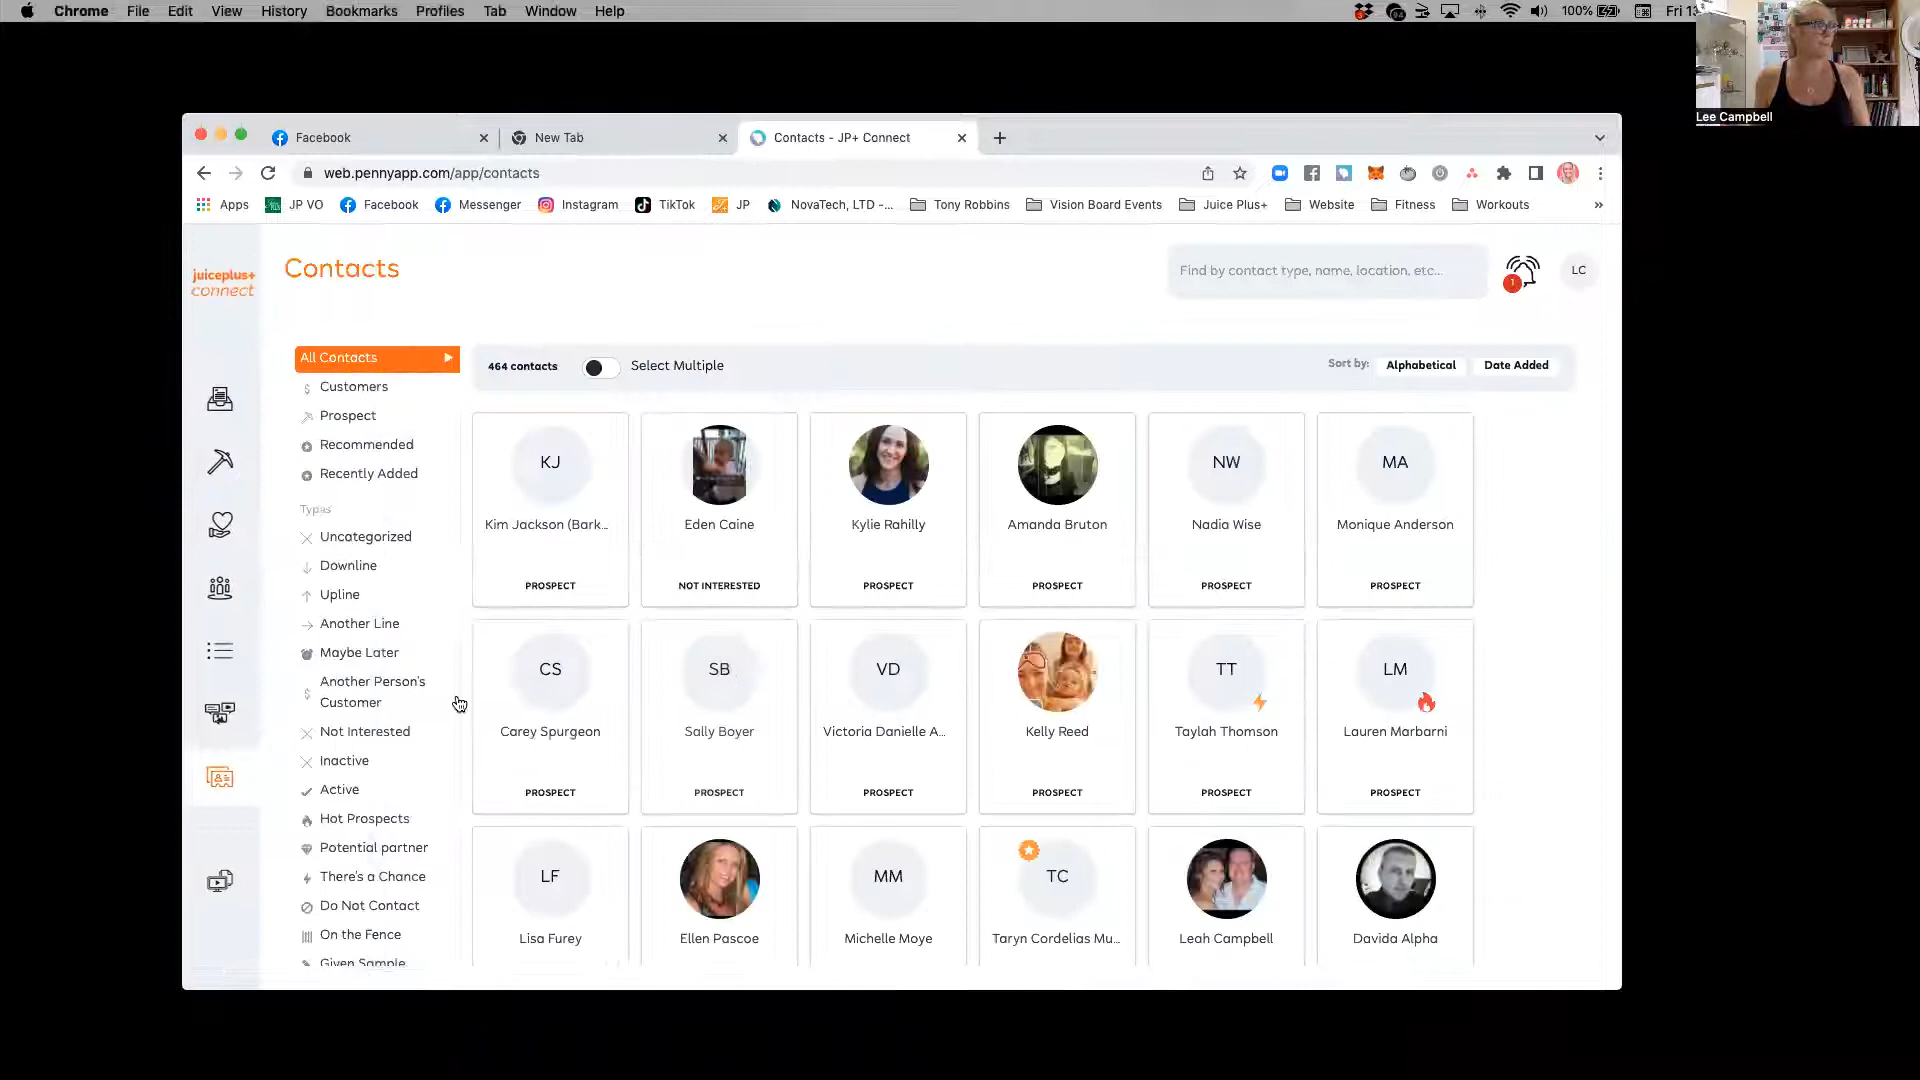 Chrome File Edit View History Bookmarks Profiles Tab Window Help 100% Fri 13
Lee Campbell
Facebook New Tab Contacts - JP+ Connect
web.pennyapp.com/app/contacts
Apps JP VO Facebook Messenger Instagram TikTok JP NovaTech, LTD -... Tony Robbins Vision Board Events Juice Plus+ Website Fitness Workouts »
juiceplus+
connect
Contacts
Find by contact type, name, location, etc...
1
LC
All Contacts
Customers
Prospect
Recommended
Recently Added
Types
Uncategorized
Downline
Upline
Another Line
Maybe Later
Another Person's
Customer
Not Interested
Inactive
Active
Hot Prospects
Potential partner
There's a Chance
Do Not Contact
On the Fence
Given Sample
464 contacts Select Multiple Sort by: Alphabetical Date Added
KJ NW MA
Kim Jackson (Bark... Eden Caine Kylie Rahilly Amanda Bruton Nadia Wise Monique Anderson
PROSPECT NOT INTERESTED PROSPECT PROSPECT PROSPECT PROSPECT
CS SB VD TT LM
Carey Spurgeon Sally Boyer Victoria Danielle A... Kelly Reed Taylah Thomson Lauren Marbarni
PROSPECT PROSPECT PROSPECT PROSPECT PROSPECT PROSPECT
LF MM TC
Lisa Furey Ellen Pascoe Michelle Moye Taryn Cordelias Mu... Leah Campbell Davida Alpha